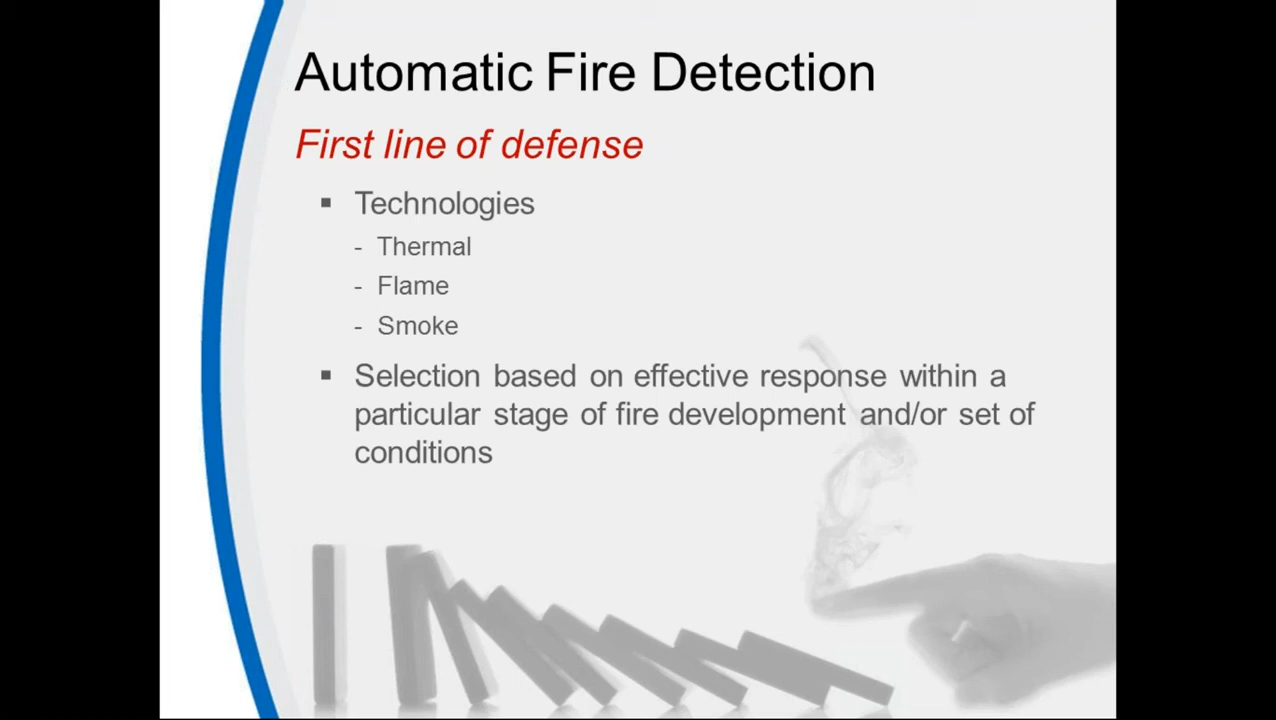 Automatic Fire Detection
First line of defense
▪ Technologies
- Thermal
- Flame
- Smoke
▪ Selection based on effective response within a
particular stage of fire development and/or set of
conditions